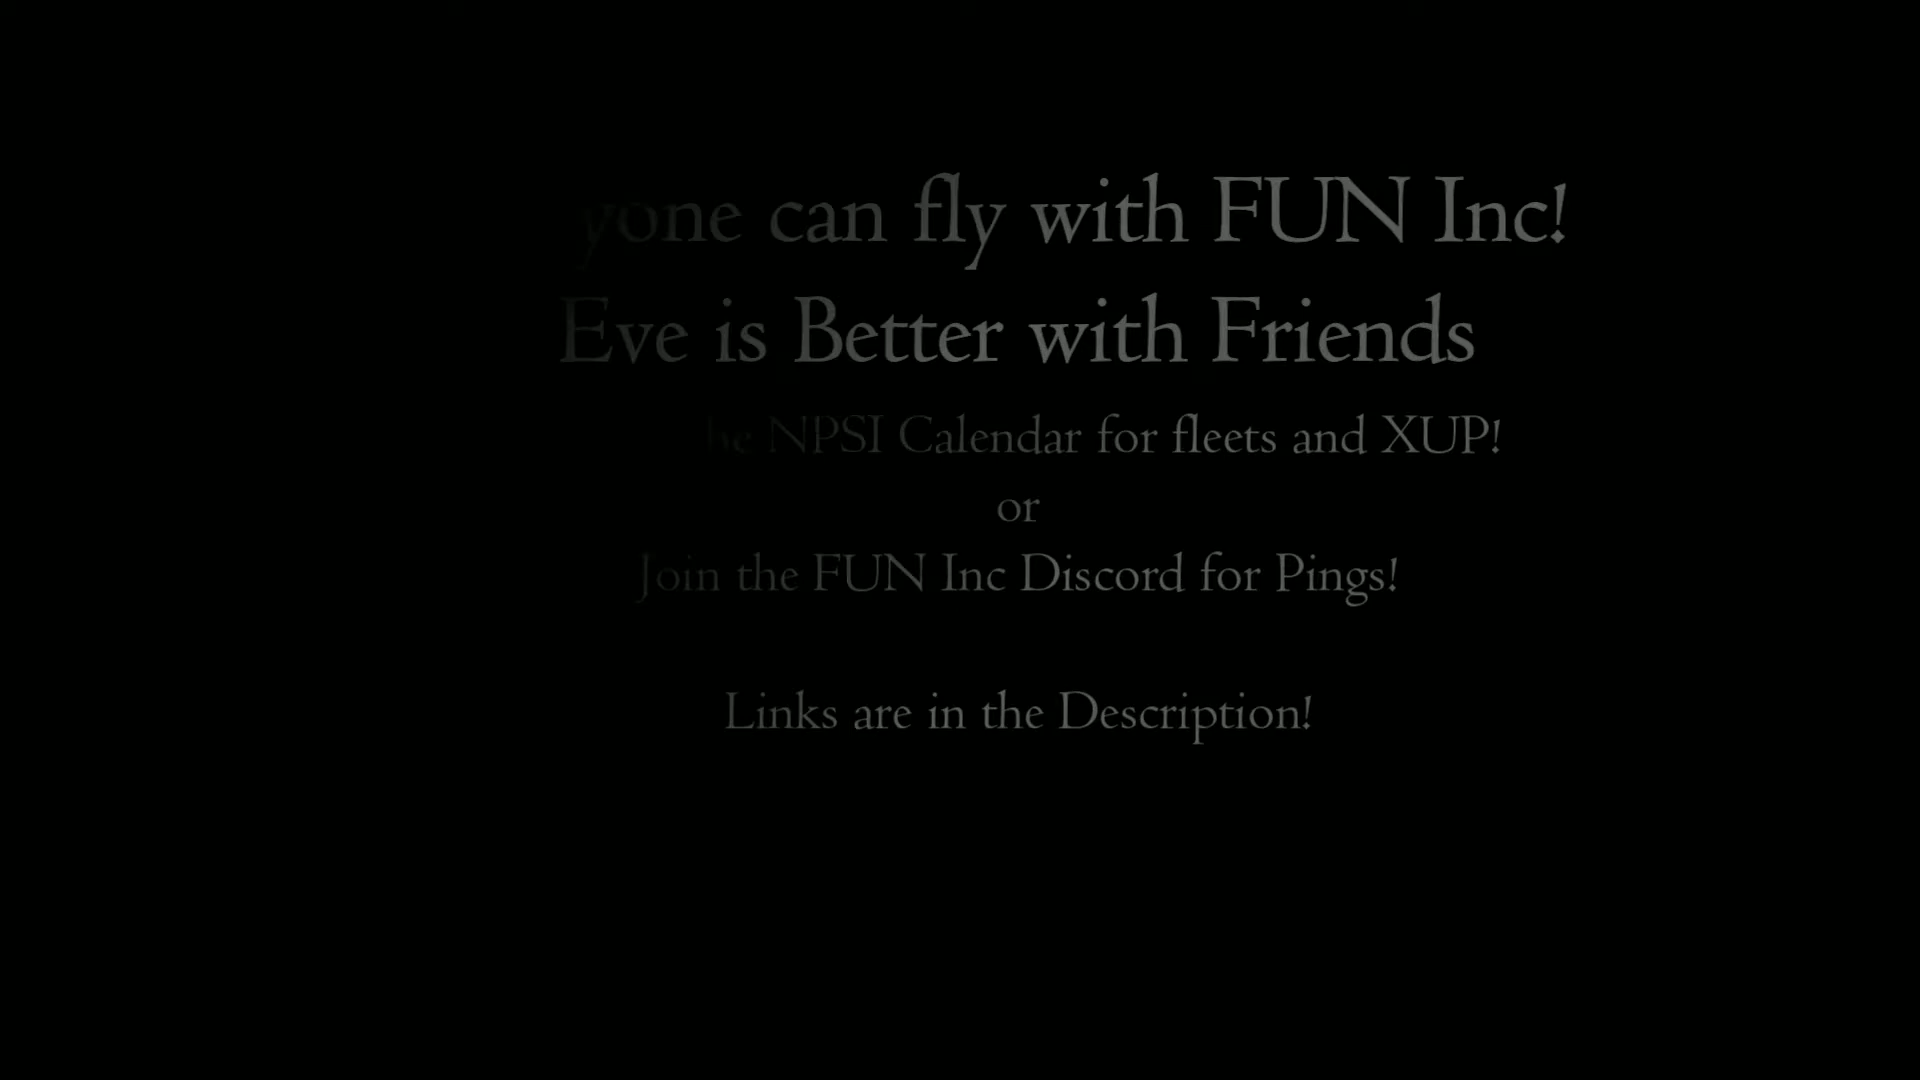 yone can fly with FUN Inc!
Eve is Better with Friends
he NPSI Calendar for fleets and XUP!
or
Join the FUN Inc Discord for Pings!
Links are in the Description!